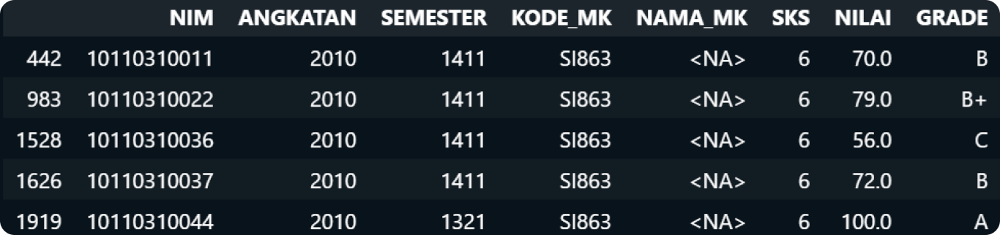 NIM ANGKATAN SEMESTER KODE_MK NAMA_MK SKS NILAI GRADE
442 10110310011 2010 1411 SI863 <NA> 6 70.0 B
983 10110310022 2010 1411 SI863 <NA> 6 79.0 B+
1528 10110310036 2010 1411 SI863 <NA> 6 56.0 C
1626 10110310037 2010 1411 SI863 <NA> 6 72.0 B
1919 10110310044 2010 1321 SI863 <NA> 6 100.0 A